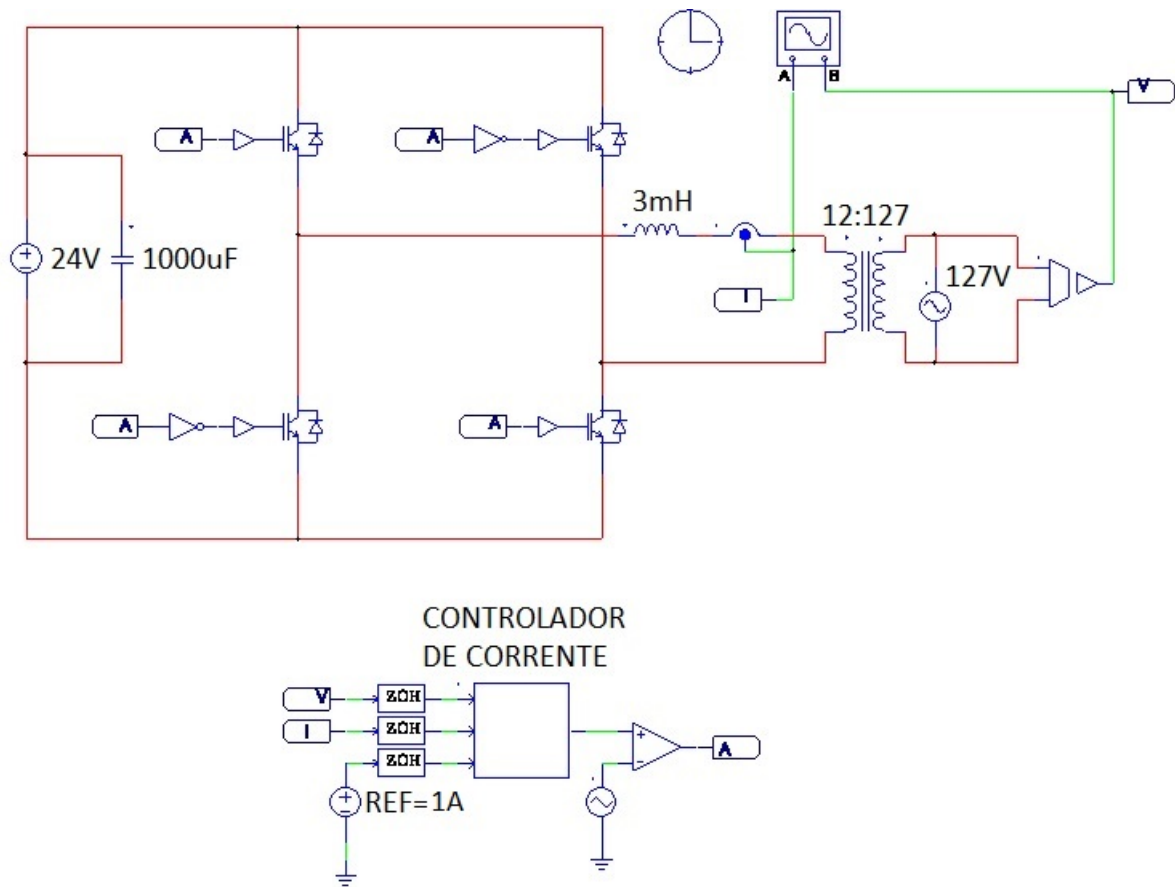 A B
V
A
A
3mH
12:127
24V
1000uF
I
127V
A
A
CONTROLADOR
DE CORRENTE
V
ZOH
I
ZOH
A
ZOH
REF=1A